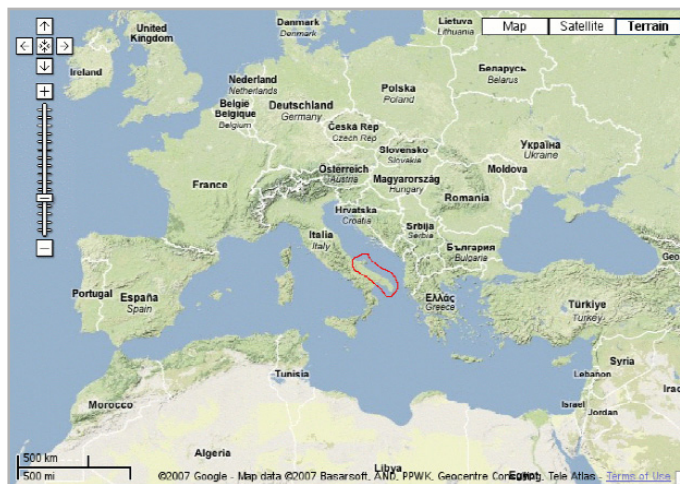 Map Satellite Terrain
United
Kingdom
Ireland
Danmark
Denmark
Lietuva
Lithuania
Беларусь
Belarus
Nederland
Netherlands
België
Belgique
Belgium
Deutschland
Germany
Polska
Poland
Česká Rep
Czech Rep
Slovensko
Slovakia
Україна
Ukraine
Moldova
France
Österreich
Austria
Magyarország
Hungary
Romania
Hrvatska
Croatia
Srbija
Serbia
България
Bulgaria
Italia
Italy
Portugal
España
Spain
Ελλάς
Greece
Türkiye
Turkey
Geo
Syria
Lebanon
Iraq
Israel
Jordan
Tunisia
Morocco
Algeria
Libya
Egypt
500 km
500 mi
©2007 Google - Map data ©2007 Basarsoft, AND, PPWK, Geocentre Consulting, Tele Atlas - Terms of Use